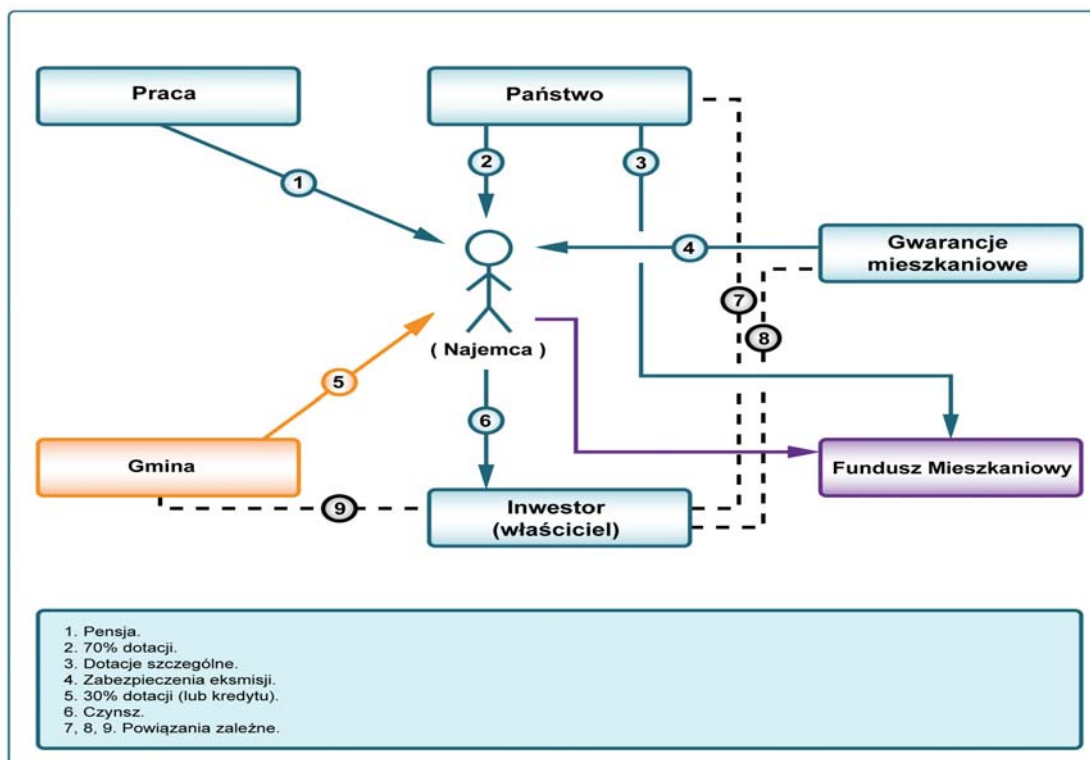 Praca
Państwo
1
2
3
4
Gwarancje
mieszkaniowe
7
8
( Najemca )
5
6
Gmina
Fundusz Mieszkaniowy
9
Inwestor
(właściciel)
1. Pensja.
2. 70% dotacji.
3. Dotacje szczególne.
4. Zabezpieczenia eksmisji.
5. 30% dotacji (lub kredytu).
6. Czynsz.
7, 8, 9. Powiązania zależne.